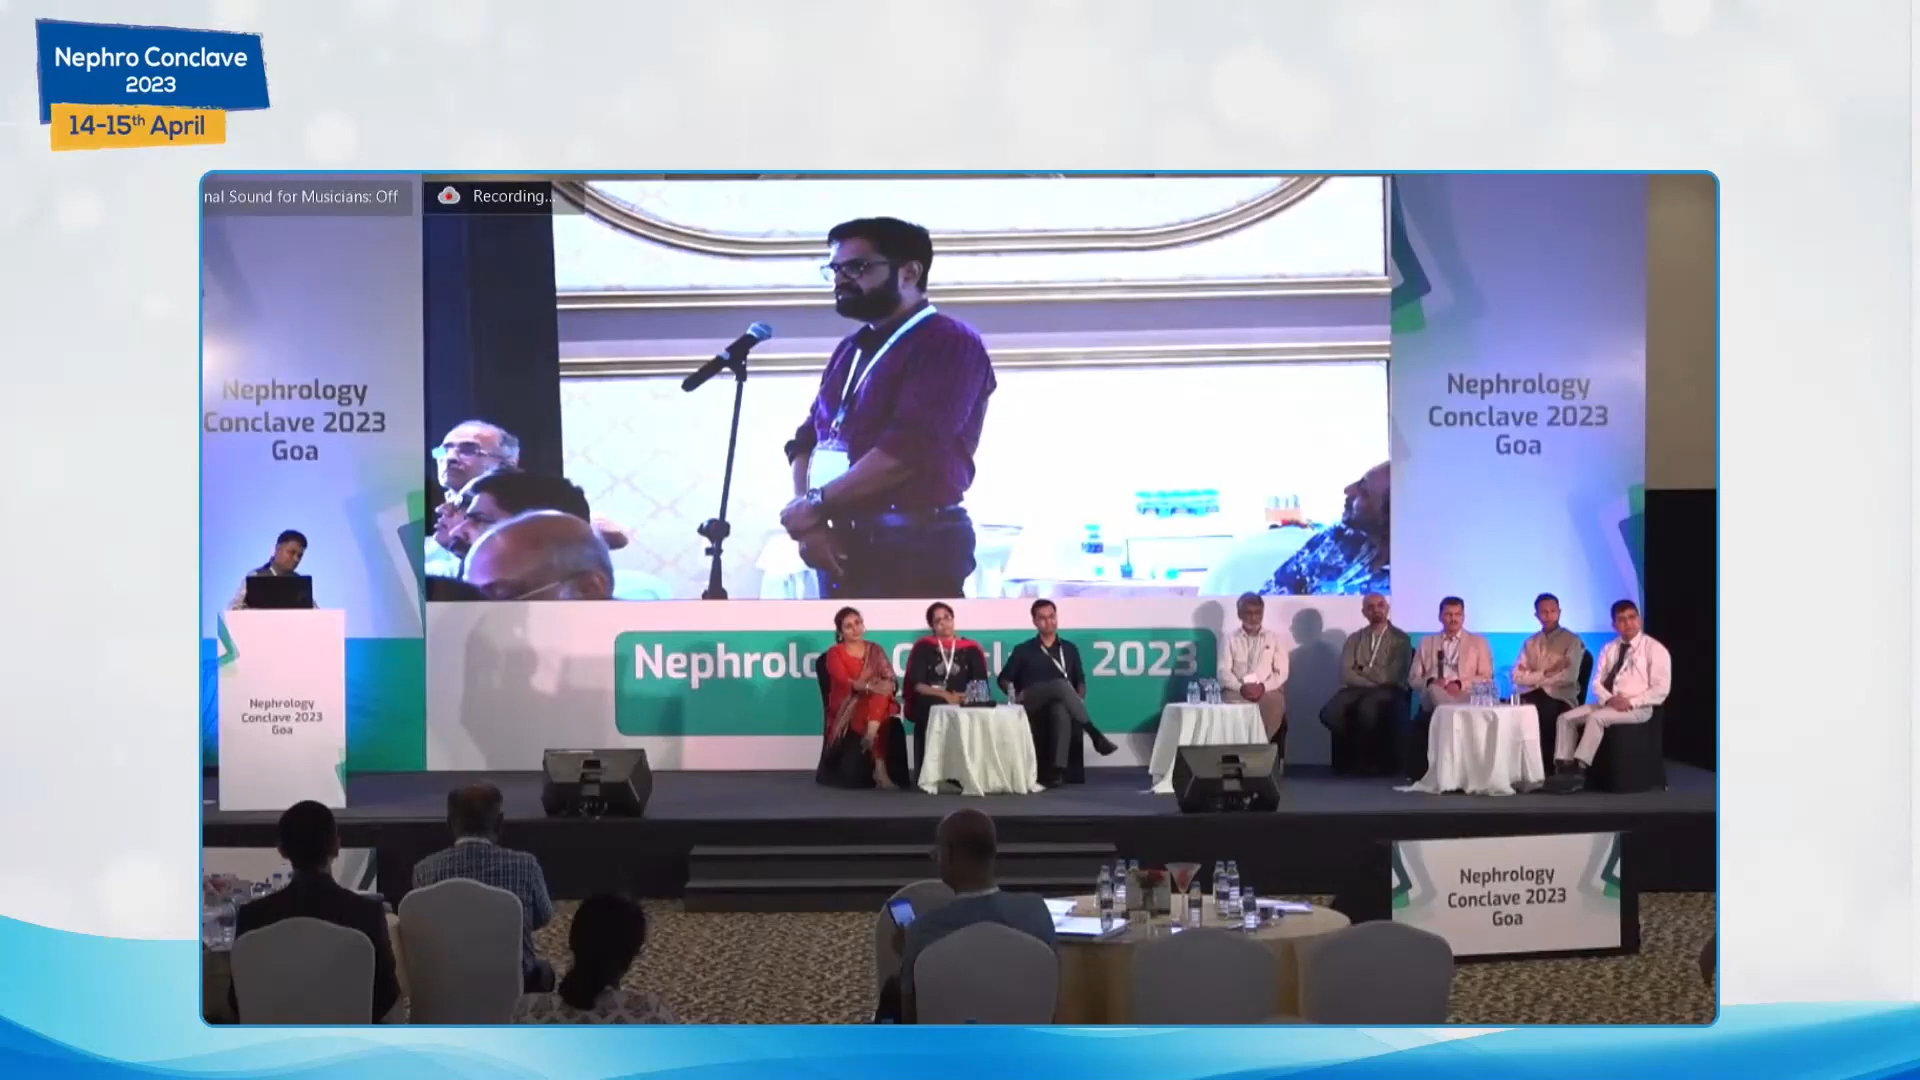 Nephro Conclave
2023
14-15th April
nal Sound for Musicians: Off
Recording...
Nephrology
Conclave 2023
Goa
Nephrology
Conclave 2023
Goa
2023
Nephrology
Conclave 2023
Goa
Nephrology
Conclave 2023
Goa